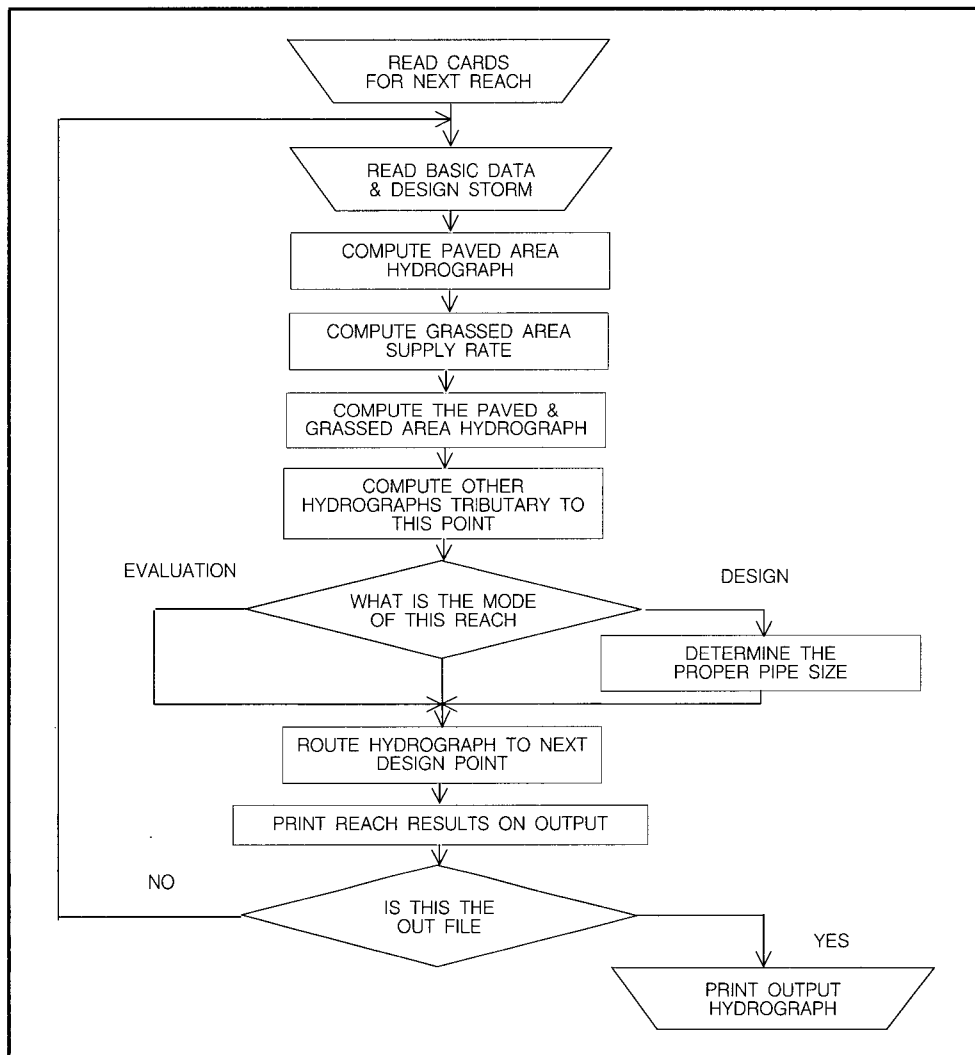 READ CARDS
FOR NEXT REACH
READ BASIC DATA
& DESIGN STORM
COMPUTE PAVED AREA
HYDROGRAPH
COMPUTE GRASSED AREA
SUPPLY RATE
COMPUTE THE PAVED &
GRASSED AREA HYDROGRAPH
COMPUTE OTHER
HYDROGRAPHS TRIBUTARY TO
THIS POINT
EVALUATION
DESIGN
WHAT IS THE MODE
OF THIS REACH
DETERMINE THE
PROPER PIPE SIZE
ROUTE HYDROGRAPH TO NEXT
DESIGN POINT
PRINT REACH RESULTS ON OUTPUT
NO
IS THIS THE
OUT FILE
YES
PRINT OUTPUT
HYDROGRAPH